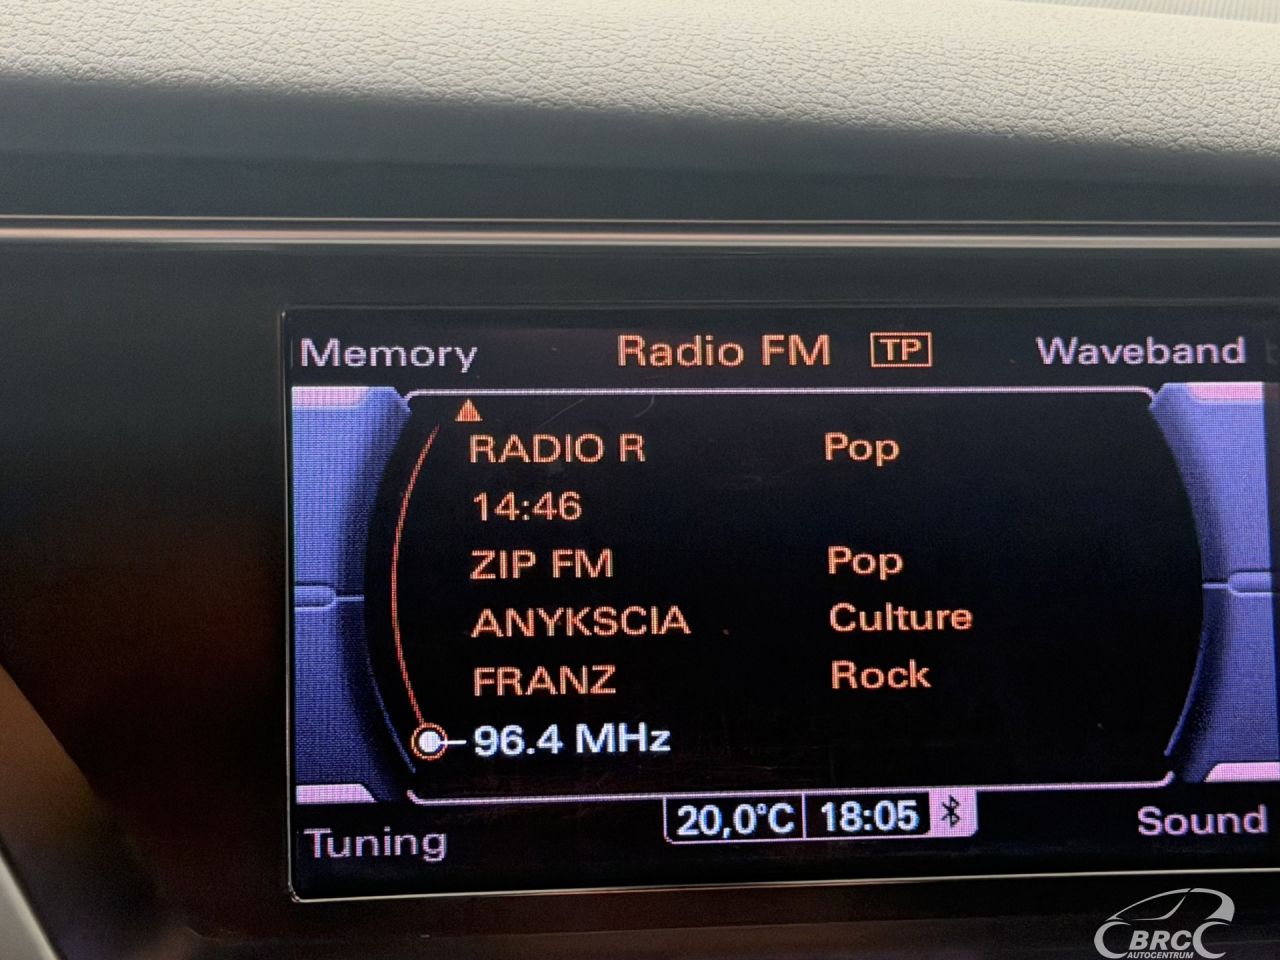 Memory Radio FM TP Waveband
RADIO R Pop
14:46
ZIP FM Pop
ANYKSCIA Culture
FRANZ Rock
96.4 MHz
20,0°C 18:05
Tuning Sound
BRC
AUTOCENTRUM